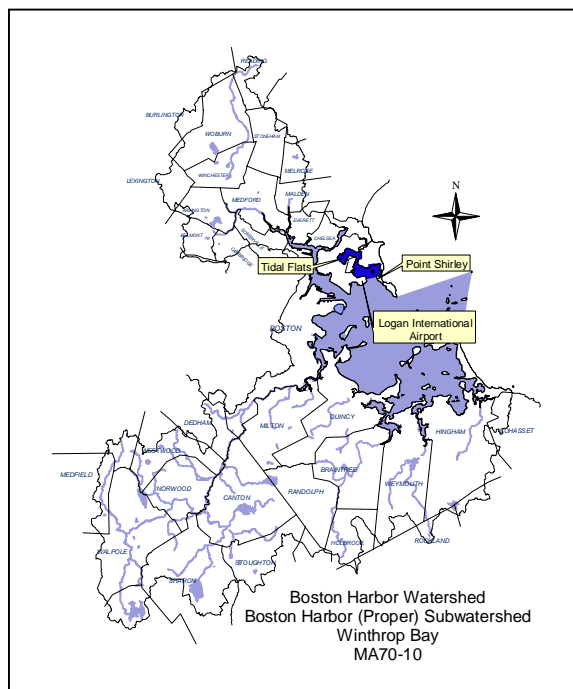 READING
BURLINGTON
WOBURN
STONEHAM
WINCHESTER
MELROSE
LEXINGTON
MEDFORD
MALDEN
ARLINGTON
EVERETT
BELMONT
SOMERVILLE
CHELSEA
CAMBRIDGE
N
Tidal Flats
Point Shirley
Logan International
Airport
BOSTON
DEDHAM
MILTON
QUINCY
HINGHAM
COHASSET
WESTWOOD
MEDFIELD
NORWOOD
CANTON
RANDOLPH
BRAINTREE
WEYMOUTH
WALPOLE
SHARON
STOUGHTON
HOLBROOK
ROCKLAND
Boston Harbor Watershed
Boston Harbor (Proper) Subwatershed
Winthrop Bay
MA70-10